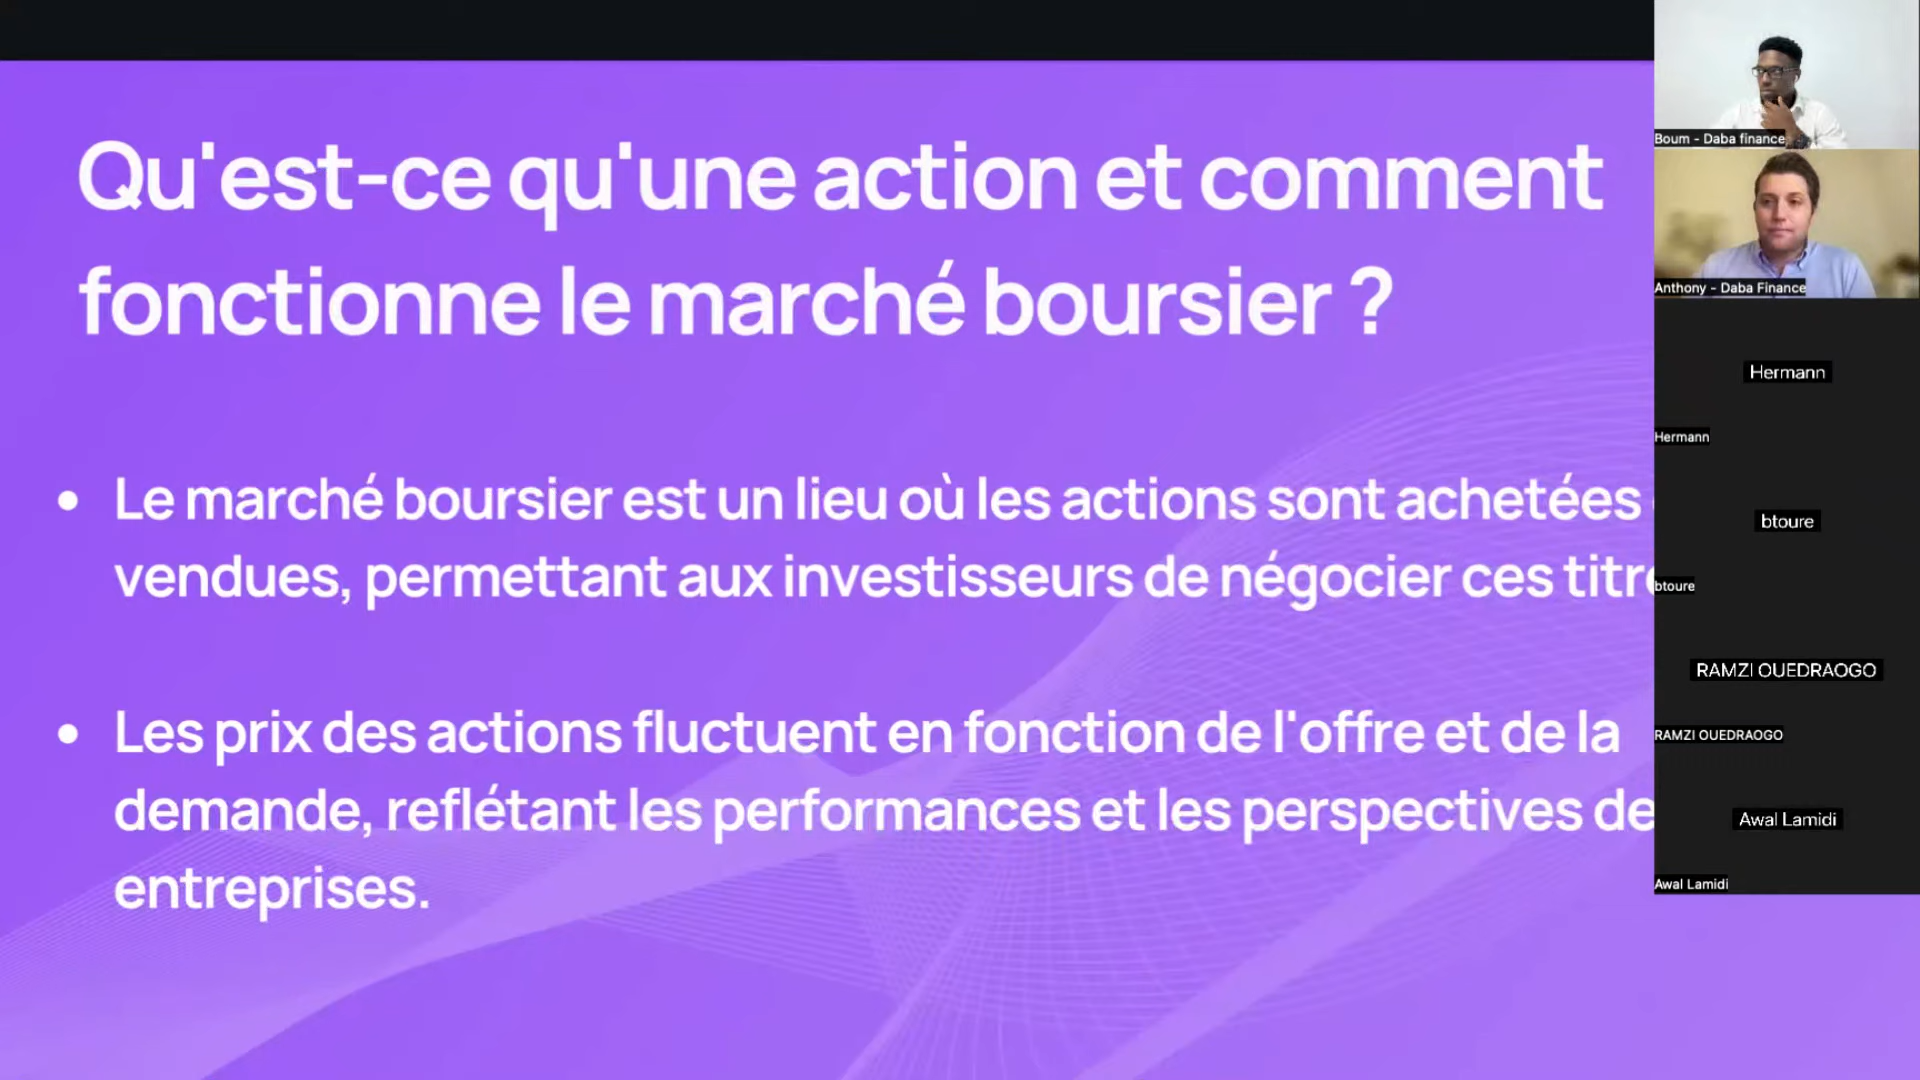 Qu'est-ce qu'une action et comment
fonctionne le marché boursier ?
Le marché boursier est un lieu où les actions sont achetées
vendues, permettant aux investisseurs de négocier ces
Les prix des actions fluctuent en fonction de l'offre et de la
demande, reflétant les performances et les perspectives
entreprises.
Boum - Daba finance
Anthony - Daba Finance
Hermann
Hermann
btoure
btoure
RAMZI OUEDRAOGO
RAMZI OUEDRAOGO
Awal Lamidi
Awal Lamidi